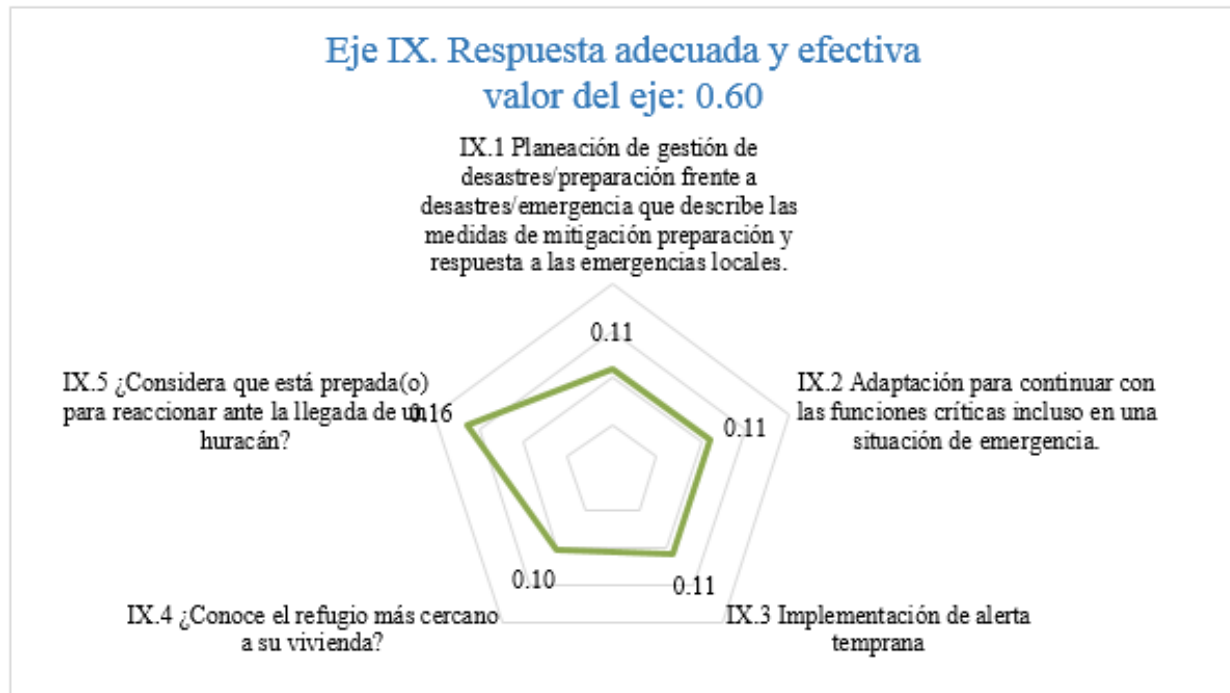 Eje IX. Respuesta adecuada y efectiva
valor del eje: 0.60
IX.1 Planeación de gestión de
desastres/preparación frente a
desastres/emergencia que describe las
medidas de mitigación preparación y
respuesta a las emergencias locales.
0.11
IX.2 Adaptación para continuar con
las funciones críticas incluso en una
situación de emergencia.
0.11
IX.3 Implementación de alerta
temprana
0.11
IX.4 ¿Conoce el refugio más cercano
a su vivienda?
0.10
IX.5 ¿Considera que está prepada(o)
para reaccionar ante la llegada de un
huracán?
0.16